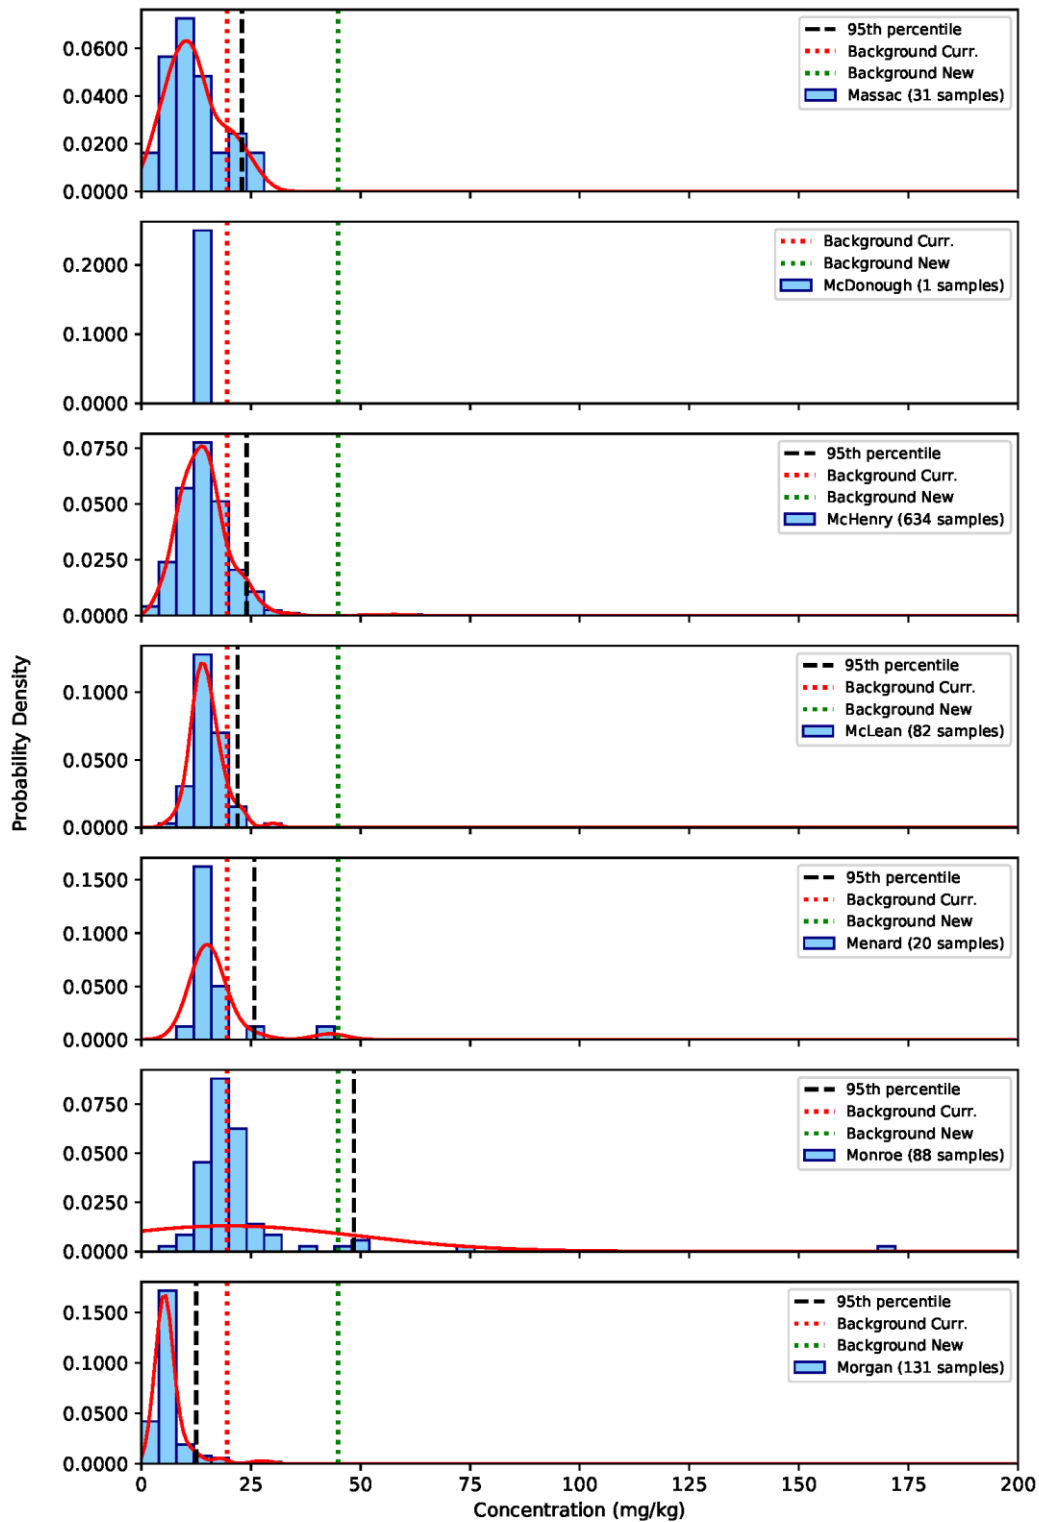 0.0600
0.0400
0.0200
0.0000
95th percentile
Background Curr.
Background New
Massac (31 samples)
0.2000
0.1000
0.0000
Background Curr.
Background New
McDonough (1 samples)
0.0750
0.0500
0.0250
0.0000
95th percentile
Background Curr.
Background New
McHenry (634 samples)
Probability Density
0.1000
0.0500
0.0000
95th percentile
Background Curr.
Background New
McLean (82 samples)
0.1500
0.1000
0.0500
0.0000
95th percentile
Background Curr.
Background New
Menard (20 samples)
0.0750
0.0500
0.0250
0.0000
95th percentile
Background Curr.
Background New
Monroe (88 samples)
0.1500
0.1000
0.0500
0.0000
95th percentile
Background Curr.
Background New
Morgan (131 samples)
0 25 50 75 100 125 150 175 200
Concentration (mg/kg)